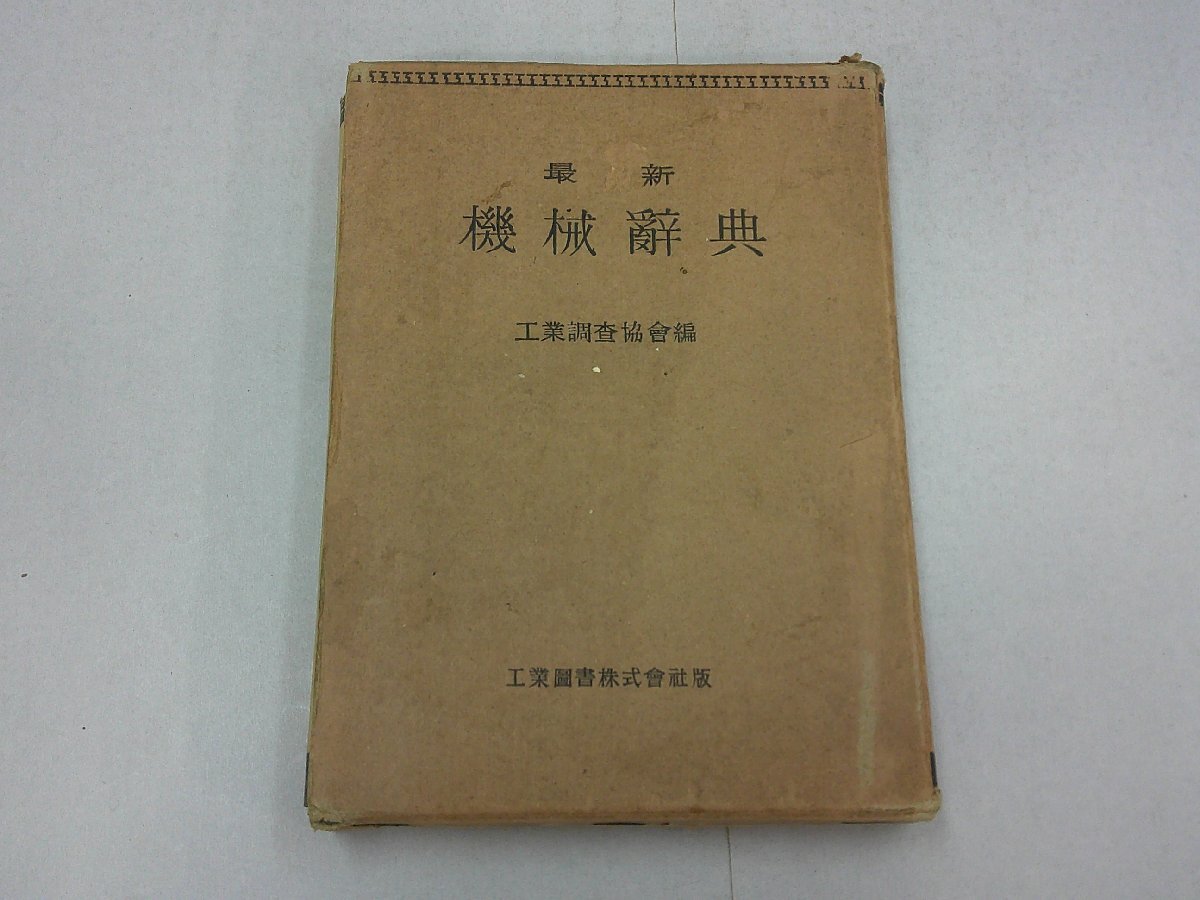 最新
機械辭典
工業調查協會編
工業圖書株式會社版